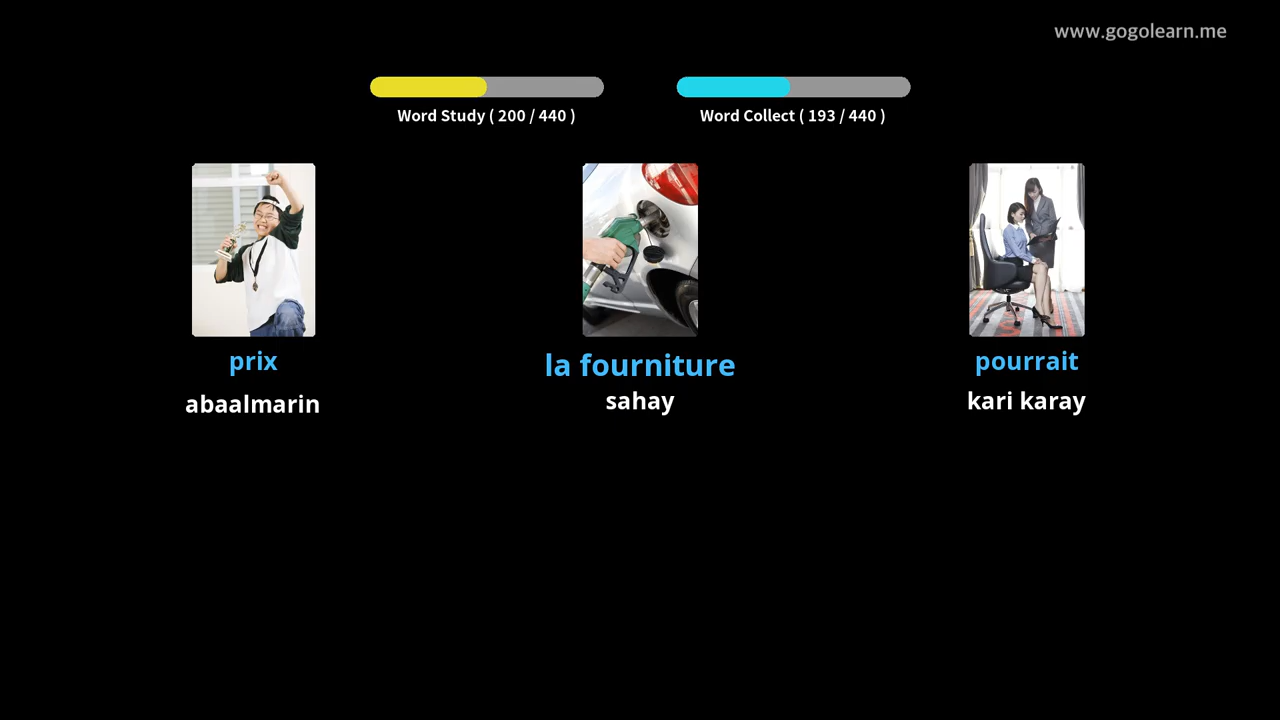 www.gogolearn.me
Word Study ( 200 / 440 )
Word Collect ( 193 / 440 )
prix
la fourniture
pourrait
abaalmarin
sahay
kari karay